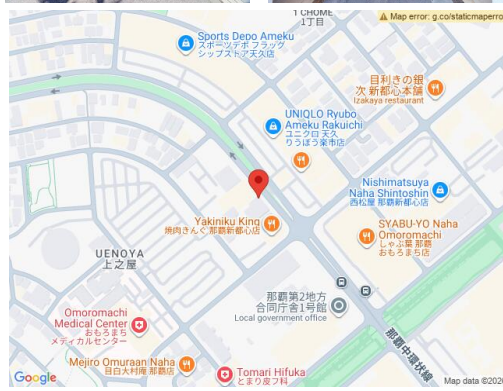 1 CHOME
1丁目
Map error: g.co/staticmaperro
Sports Depo Ameku
スポーツデポ フラッグ
シップストア天久店
目利きの銀
次 新都心本舗
Izakaya restaurant
UNIQLO Ryubo
Ameku Rakuichi
ユニクロ 天久
りうぼう楽市店
Nishimatsuya
Naha Shintoshin
西松屋 那覇新都心店
Yakiniku King
焼肉きんぐ 那覇新都心店
SYABU-YO Naha
Omoromachi
しゃぶ葉 那覇
おもろまち店
UENOYA
上之屋
那覇第2地方
合同庁舎1号館
Local government office
Omoromachi
Medical Center
おもろまち
メディカルセンター
那覇中環状線
Mejiro Omuraan Naha
目白大村庵 那覇店
Tomari Hifuka
とまり皮フ科
Google
Map data ©202